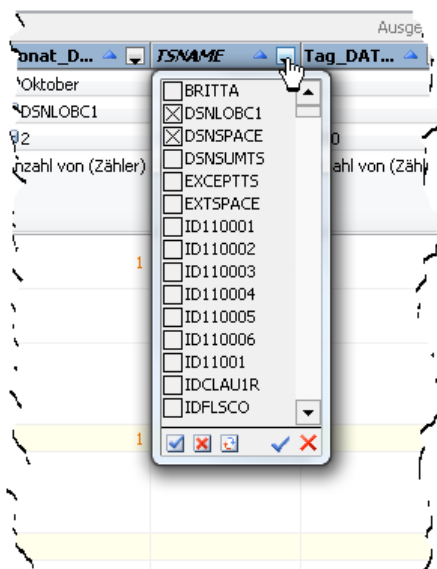 Ausge
onat_D... TSNAME Tag_DAT...
Oktober
DSNLOBC1
2
0
nzahl von (Zähler)
ahl von (Zähl
BRITTA
DSNLOBC1
DSNSPACE
DSNSUMTS
EXCEPTTS
EXTSPACE
ID110001
ID110002
ID110003
ID110004
ID110005
ID110006
ID11001
IDCLAU1R
IDFLSCO
1
1